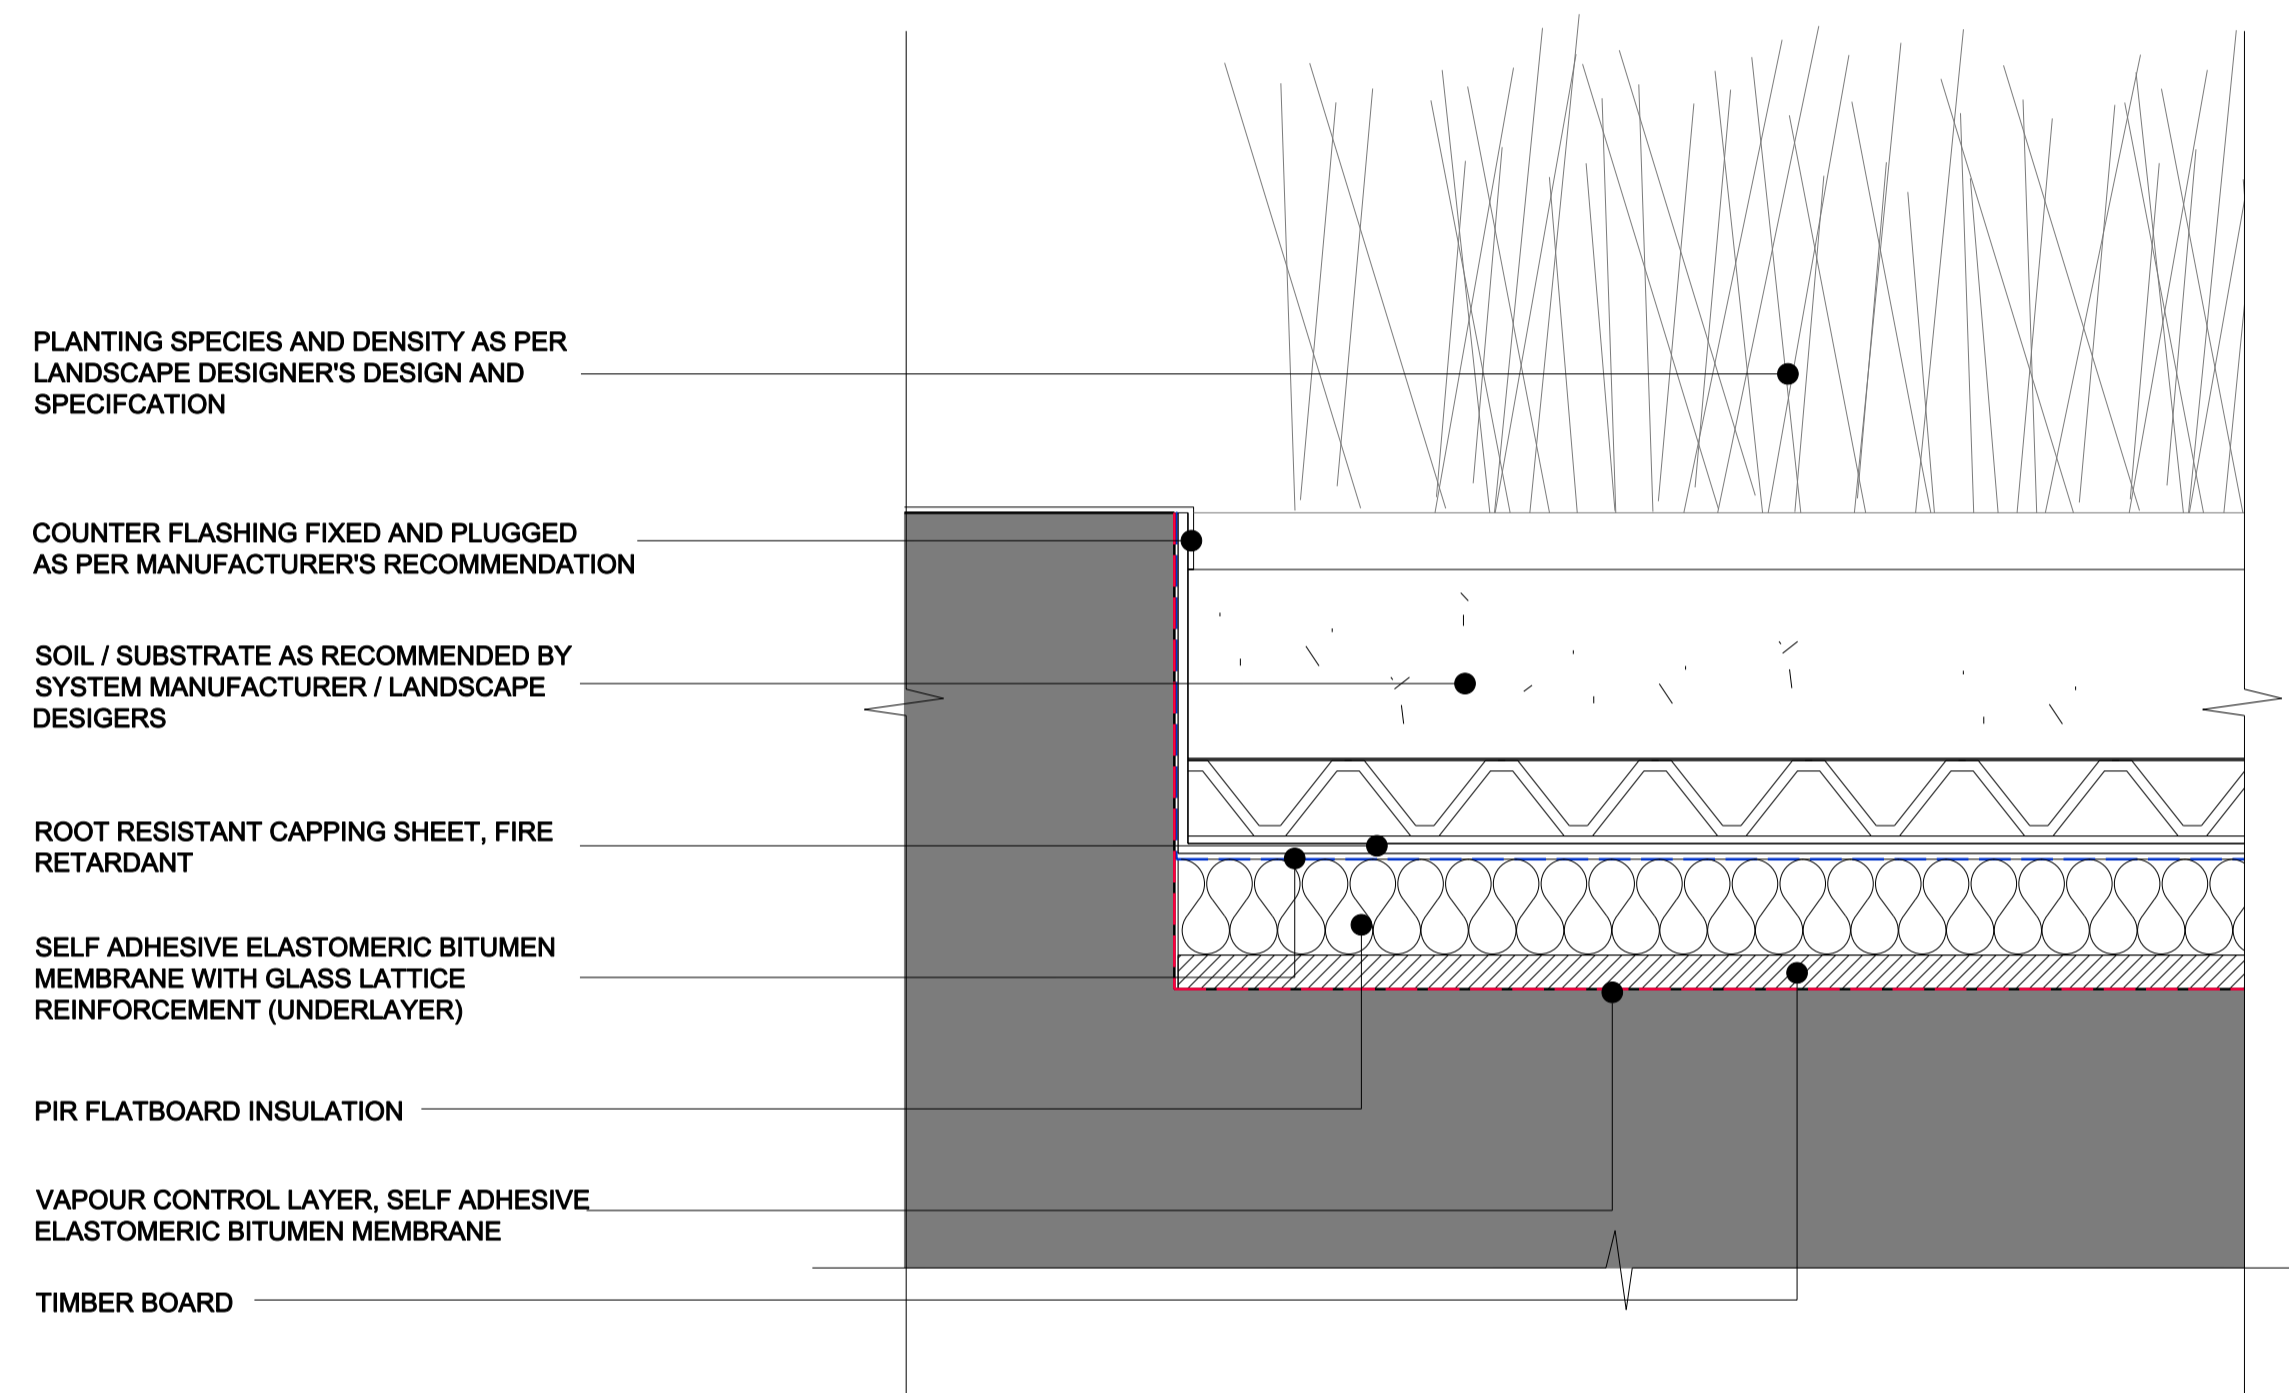 PLANTING SPECIES AND DENSITY AS PER
LANDSCAPE DESIGNER'S DESIGN AND
SPECIFCATION
COUNTER FLASHING FIXED AND PLUGGED
AS PER MANUFACTURER'S RECOMMENDATION
SOIL / SUBSTRATE AS RECOMMENDED BY
SYSTEM MANUFACTURER / LANDSCAPE
DESIGERS
ROOT RESISTANT CAPPING SHEET, FIRE
RETARDANT
SELF ADHESIVE ELASTOMERIC BITUMEN
MEMBRANE WITH GLASS LATTICE
REINFORCEMENT (UNDERLAYER)
PIR FLATBOARD INSULATION
VAPOUR CONTROL LAYER, SELF ADHESIVE
ELASTOMERIC BITUMEN MEMBRANE
TIMBER BOARD